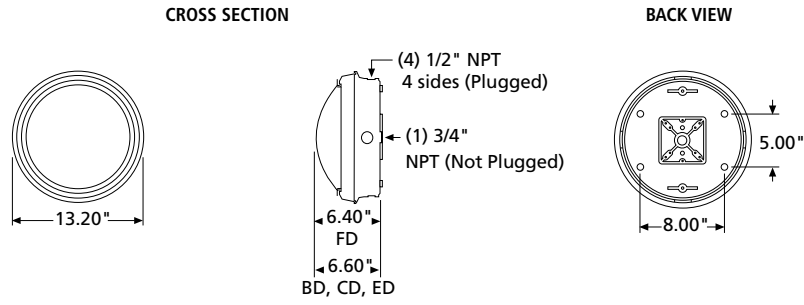 CROSS SECTION
BACK VIEW
(4) 1/2" NPT
4 sides (Plugged)
(1) 3/4"
NPT (Not Plugged)
5.00"
13.20"
6.40"
FD
8.00"
6.60"
BD, CD, ED